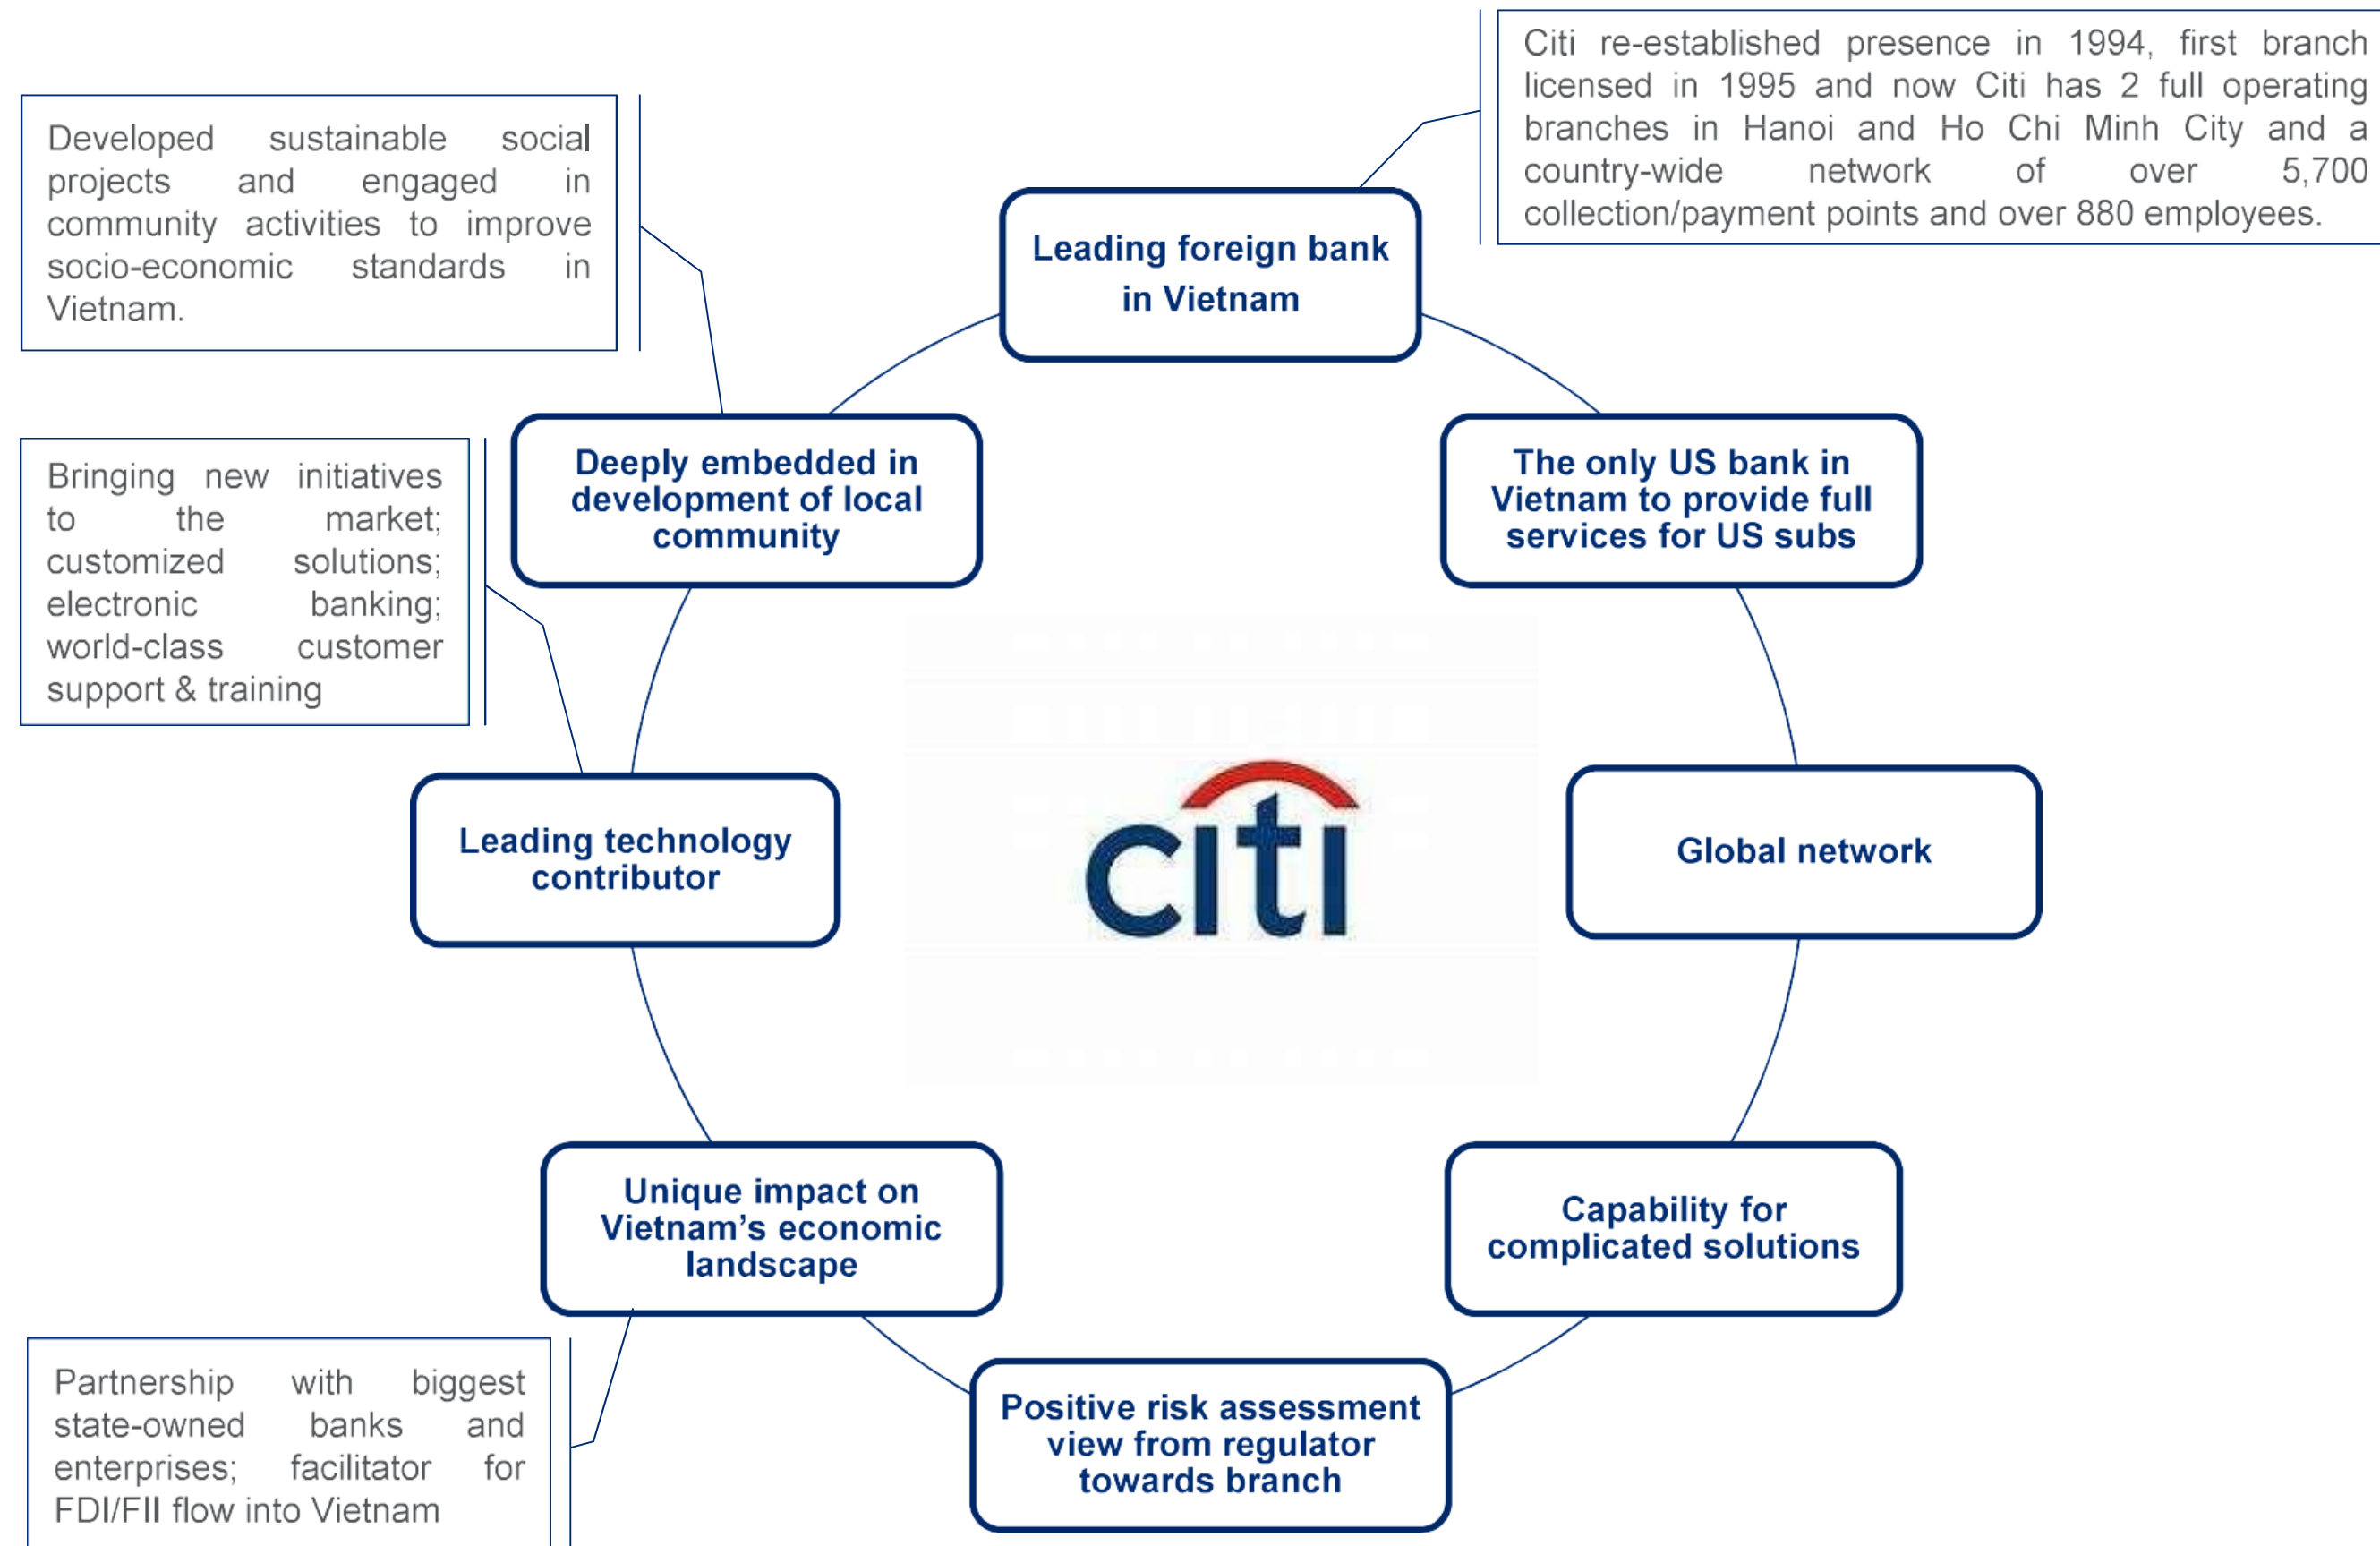 Citi re-established presence in 1994, first branch
licensed in 1995 and now Citi has 2 full operating
branches in Hanoi and Ho Chi Minh City and a
country-wide network of over 5,700
collection/payment points and over 880 employees.
Developed sustainable social
projects and engaged in
community activities to improve
socio-economic standards in
Vietnam.
Leading foreign bank
in Vietnam
Deeply embedded in
development of local
community
The only US bank in
Vietnam to provide full
services for US subs
Bringing new initiatives
to the market;
customized solutions;
electronic banking;
world-class customer
support & training
Leading technology
contributor
citi
Global network
Unique impact on
Vietnam’s economic
landscape
Capability for
complicated solutions
Partnership with biggest
state-owned banks and
enterprises; facilitator for
FDI/FII flow into Vietnam
Positive risk assessment
view from regulator
towards branch